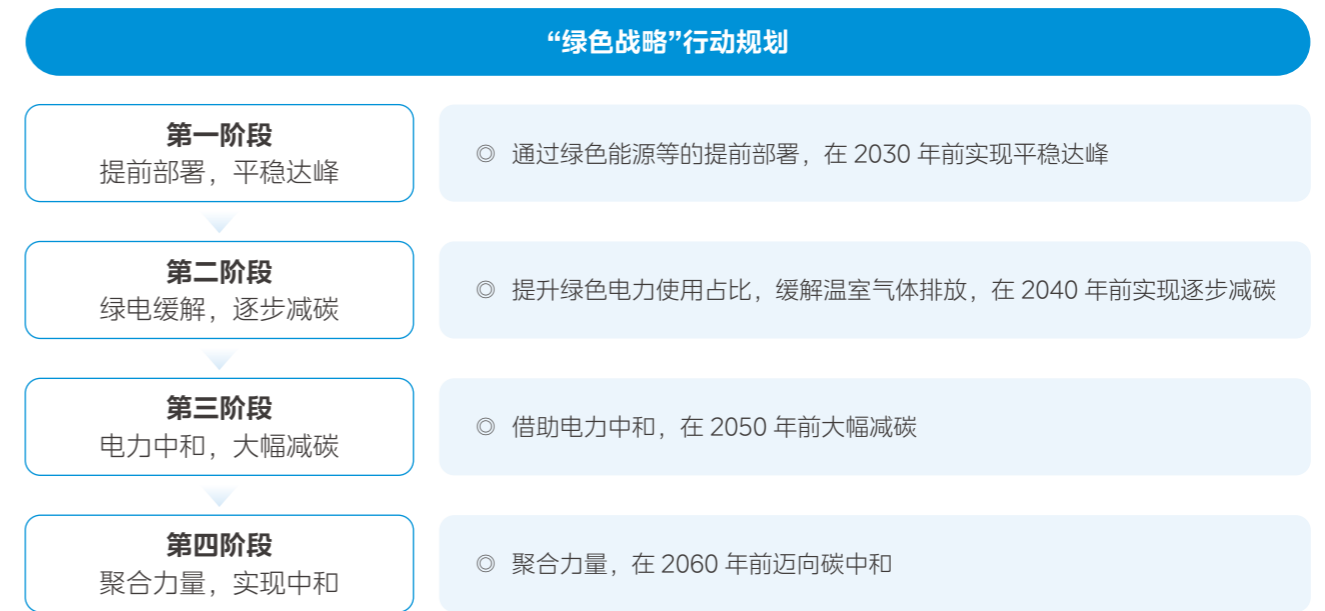 “绿色战略”行动规划
第一阶段
提前部署，平稳达峰
◎ 通过绿色能源等的提前部署，在 2030 年前实现平稳达峰
第二阶段
绿电缓解，逐步减碳
◎ 提升绿色电力使用占比，缓解温室气体排放，在 2040 年前实现逐步减碳
第三阶段
电力中和，大幅减碳
◎ 借助电力中和，在 2050 年前大幅减碳
第四阶段
聚合力量，实现中和
◎ 聚合力量，在 2060 年前迈向碳中和